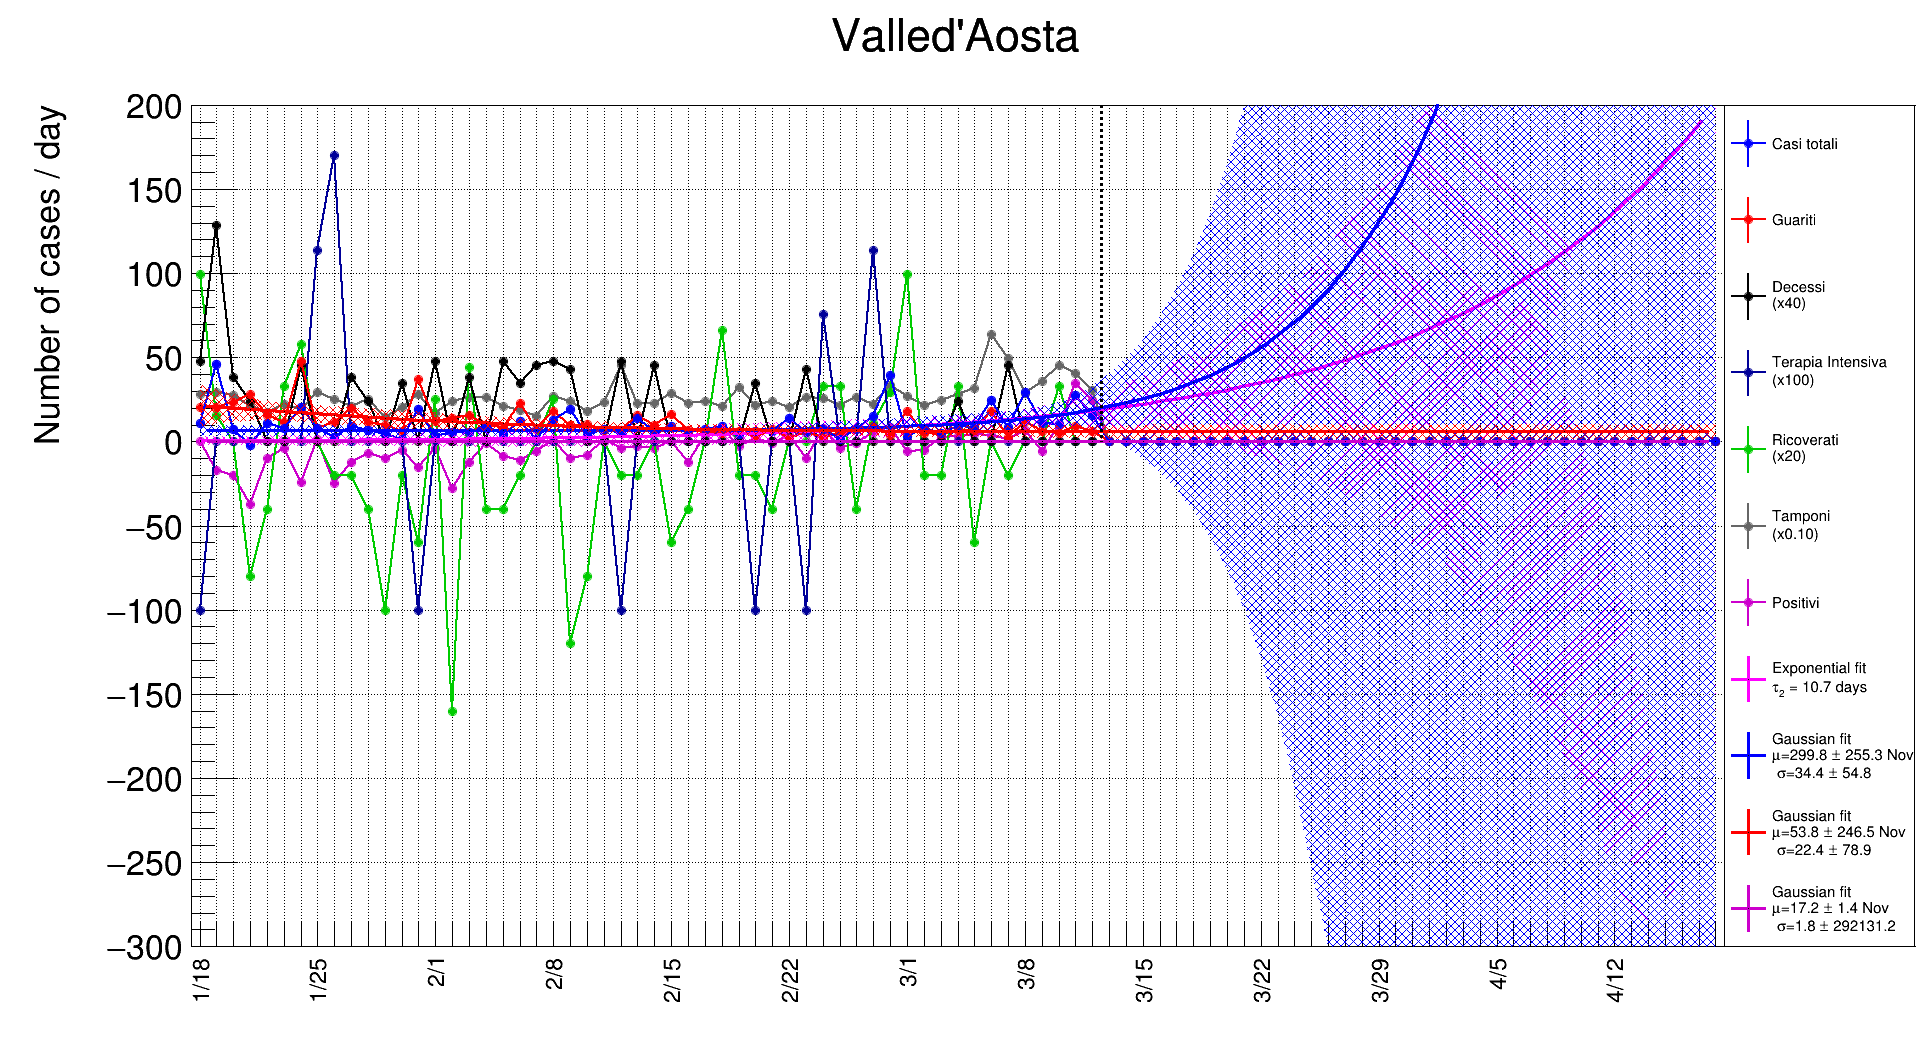 Valled'Aosta
Number of cases / day
200
150
100
50
0
−50
−100
−150
−200
−250
−300
1/18
1/25
2/1
2/8
2/15
2/22
3/1
3/8
3/15
3/22
3/29
4/5
4/12
Casi totali
Guariti
Decessi
(x40)
Terapia Intensiva
(x100)
Ricoverati
(x20)
Tamponi
(x0.10)
Positivi
Exponential fit
τ2 = 10.7 days
Gaussian fit
μ=299.8 ± 255.3 Nov
σ=34.4 ± 54.8
Gaussian fit
μ=53.8 ± 246.5 Nov
σ=22.4 ± 78.9
Gaussian fit
μ=17.2 ± 1.4 Nov
σ=1.8 ± 292131.2